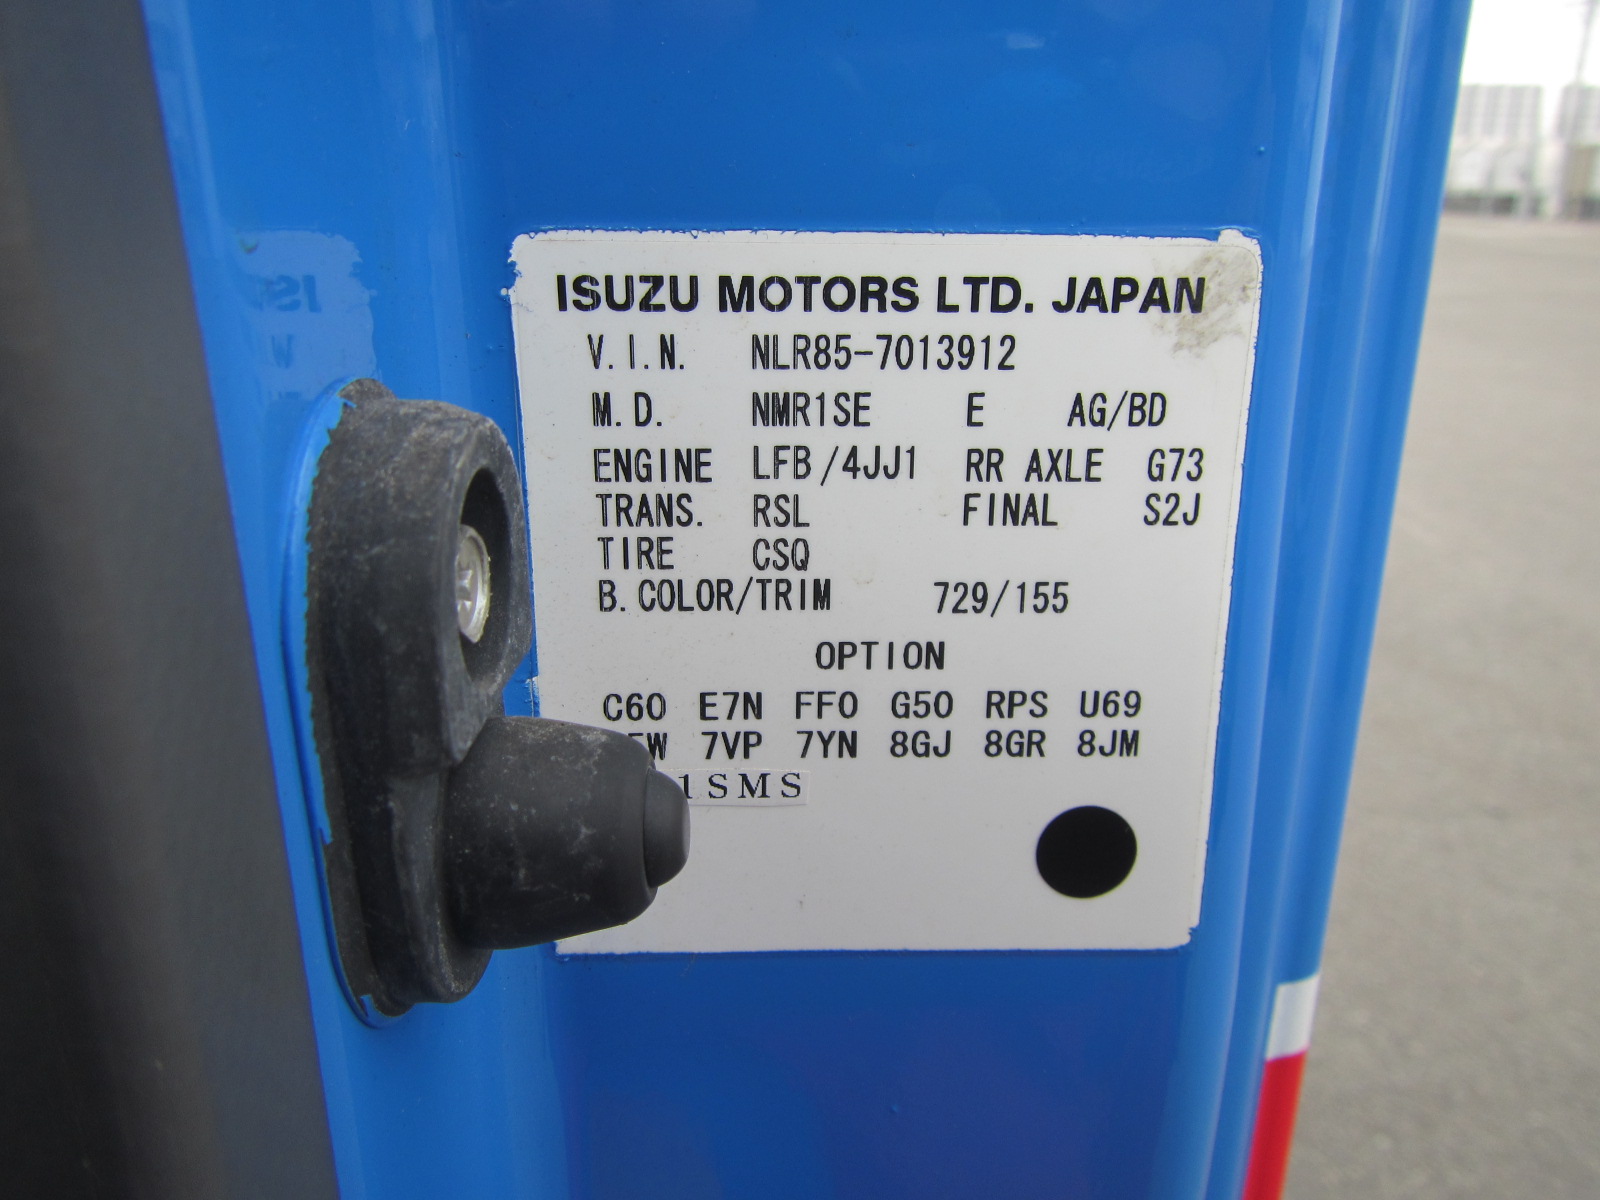 ISUZU MOTORS LTD. JAPAN
V.I.N. NLR85-7013912
M.D. NMR1SE E AG/BD
ENGINE LFB/4JJ1 RR AXLE G73
TRANS. RSL FINAL S2J
TIRE CSQ
B.COLOR/TRIM 729/155
OPTION
C60 E7N FF0 G50 RPS U69
7VP 7YN 8GJ 8GR 8JM
1SMS